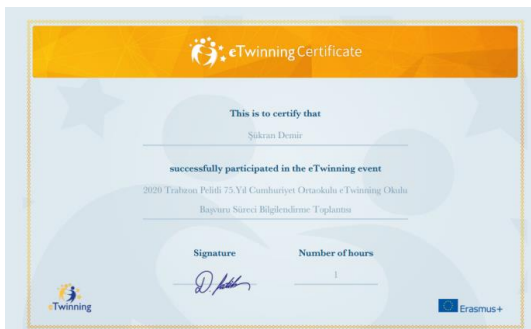 eTwinning Certificate
This is to certify that
Şükran Demir
successfully participated in the eTwinning event
2020 Trabzon Pelitli 75.Yıl Cumhuriyet Ortaokulu eTwinning Okulu
Başvuru Süreci Bilgilendirme Toplantısı
Signature
Number of hours
1
eTwinning
Erasmus+